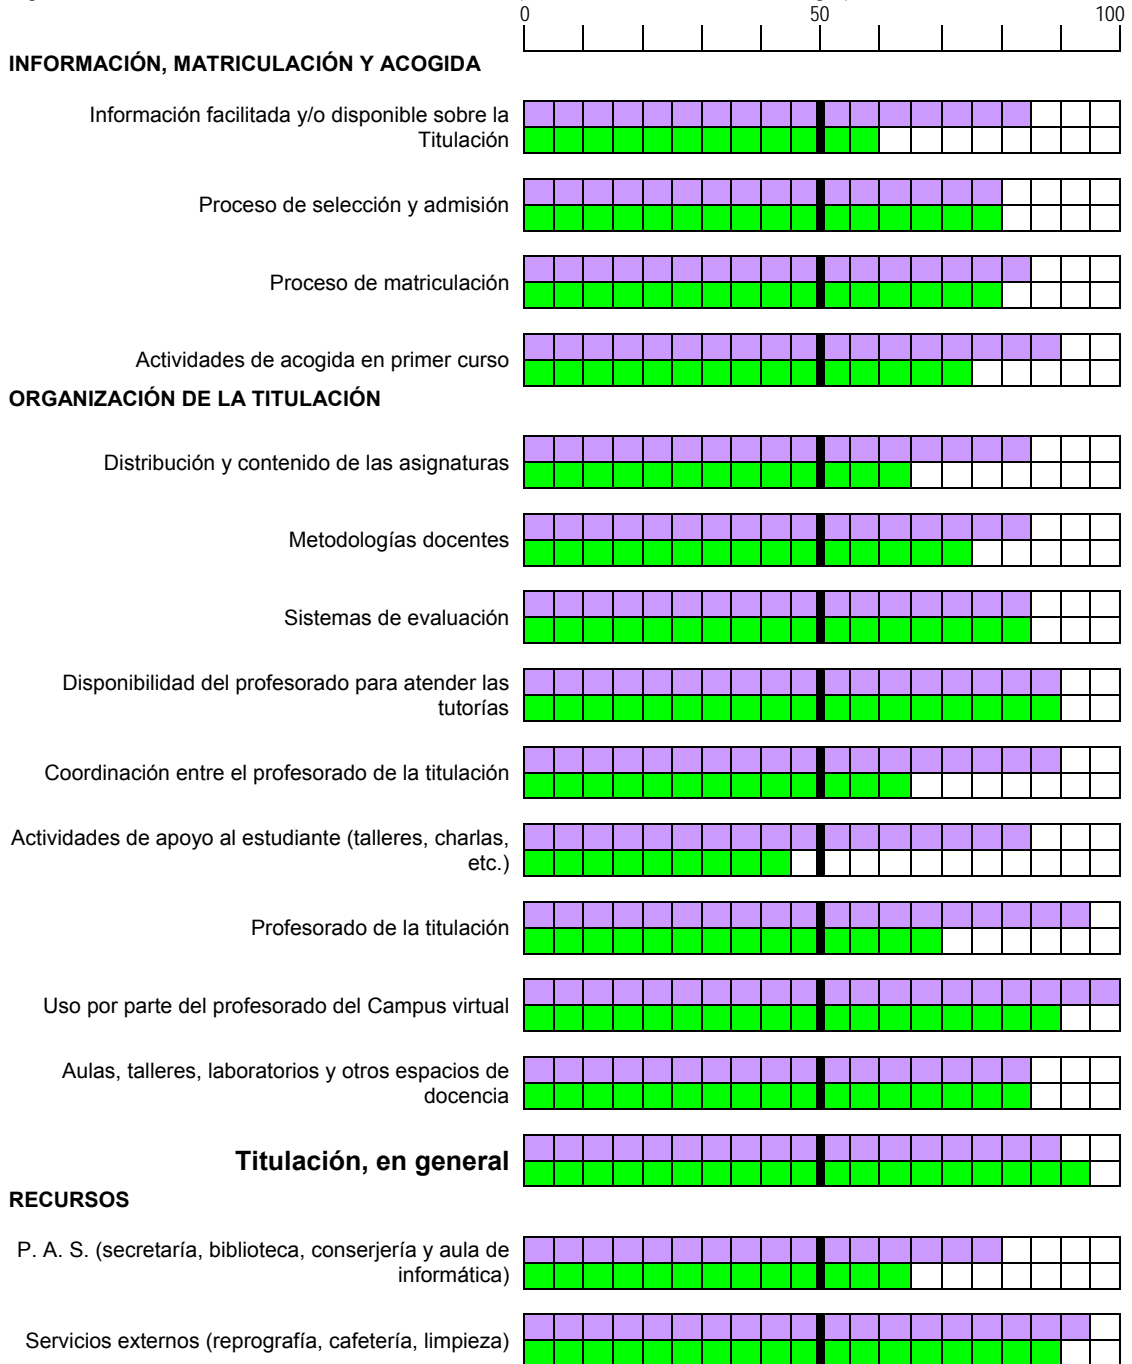 0 50 100
INFORMACIÓN, MATRICULACIÓN Y ACOGIDA
Información facilitada y/o disponible sobre la
Titulación
Proceso de selección y admisión
Proceso de matriculación
Actividades de acogida en primer curso
ORGANIZACIÓN DE LA TITULACIÓN
Distribución y contenido de las asignaturas
Metodologías docentes
Sistemas de evaluación
Disponibilidad del profesorado para atender las
tutorías
Coordinación entre el profesorado de la titulación
Actividades de apoyo al estudiante (talleres, charlas,
etc.)
Profesorado de la titulación
Uso por parte del profesorado del Campus virtual
Aulas, talleres, laboratorios y otros espacios de
docencia
Titulación, en general
RECURSOS
P. A. S. (secretaría, biblioteca, conserjería y aula de
informática)
Servicios externos (reprografía, cafetería, limpieza)